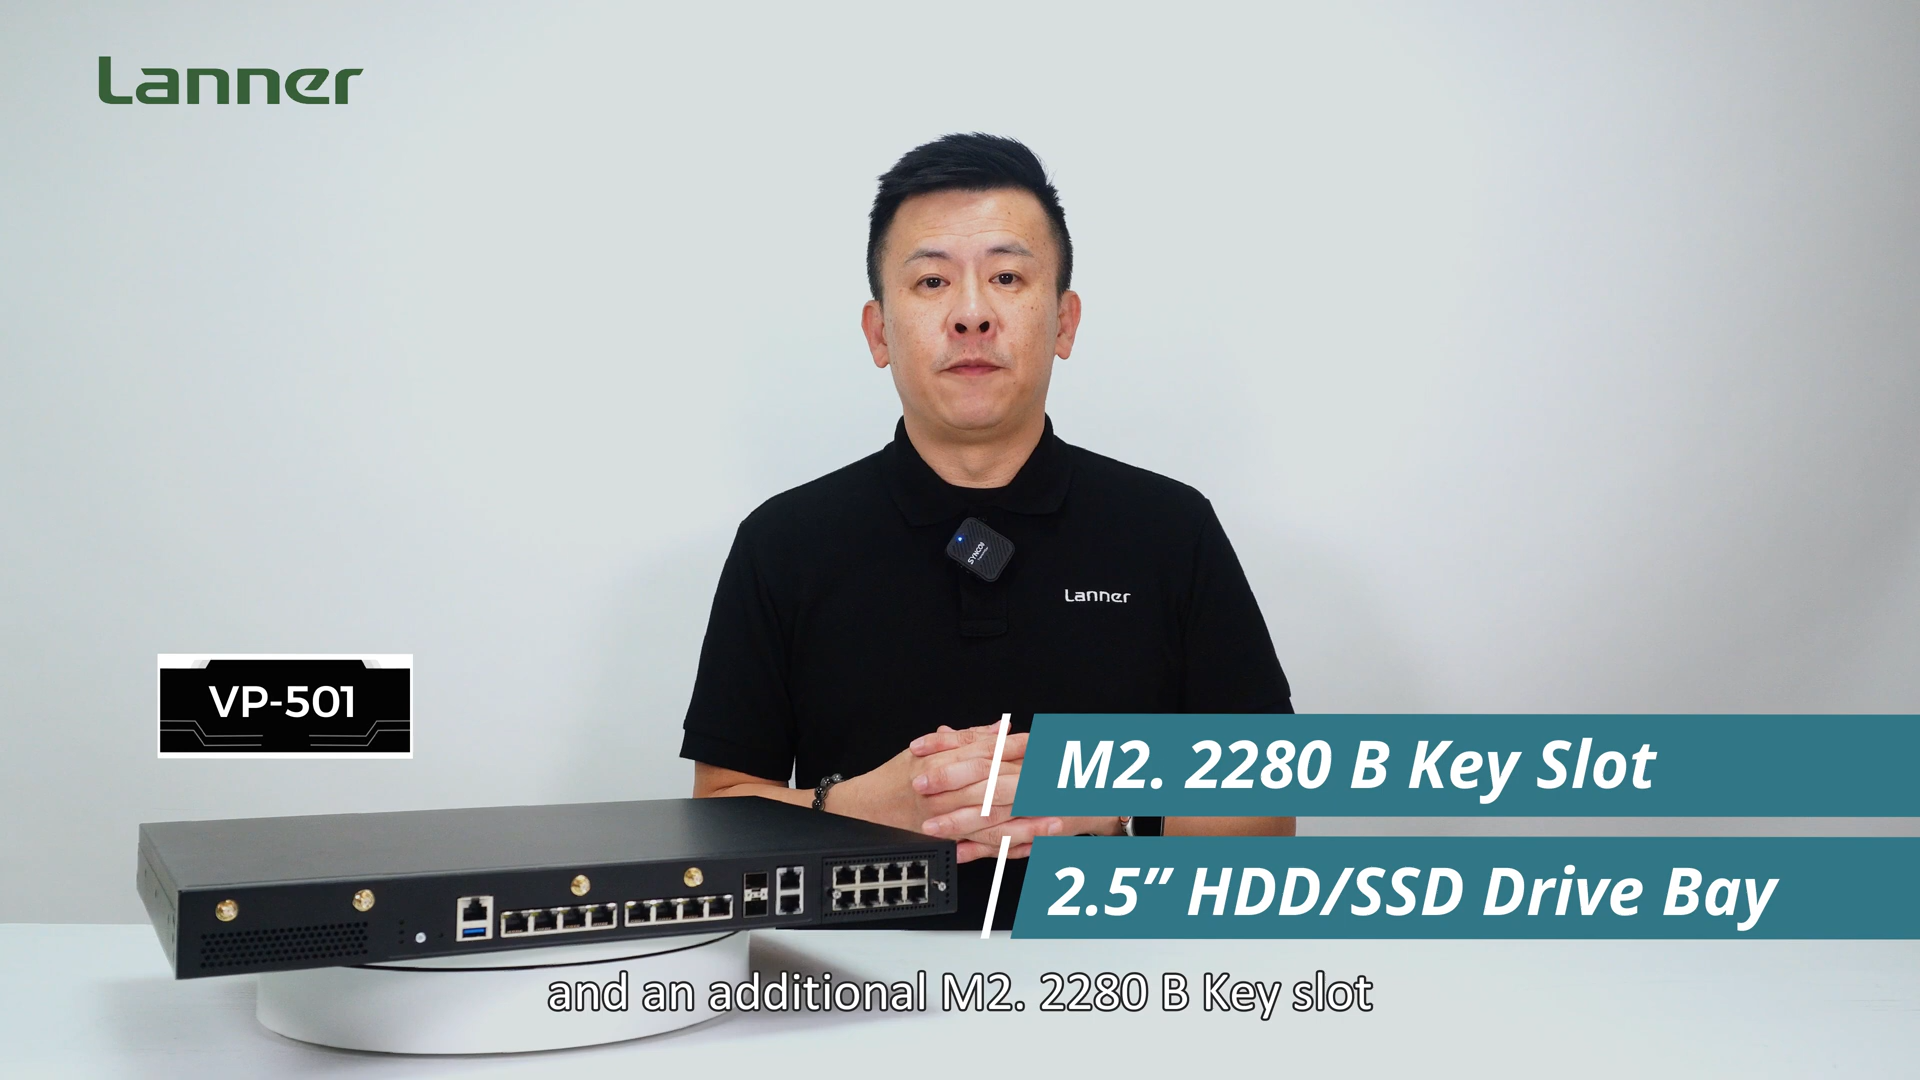 Lanner
SYNCO
Lanner
VP-501
M2. 2280 B Key Slot
2.5” HDD/SSD Drive Bay
and an additional M2. 2280 B Key slot